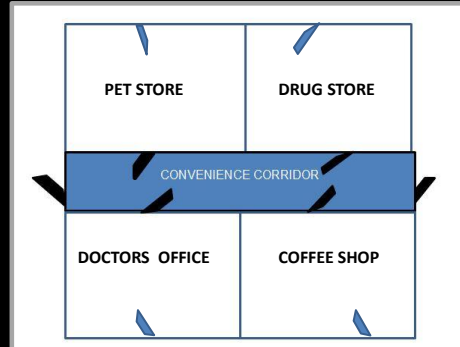 PET STORE
DRUG STORE
CONVENIENCE CORRIDOR
DOCTORS OFFICE
COFFEE SHOP